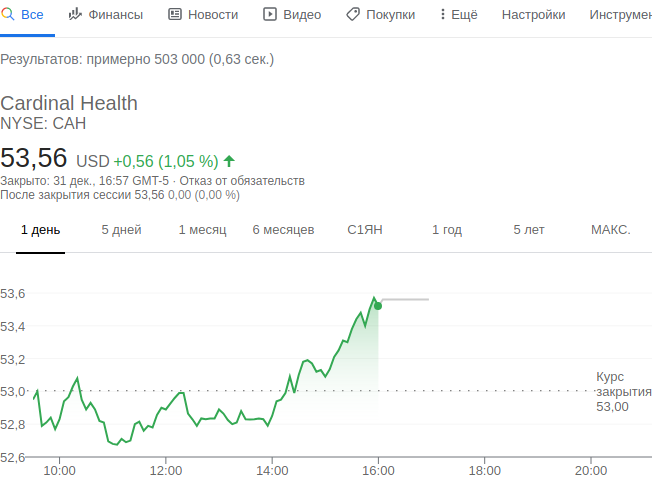 Все Финансы Новости Видео Покупки Ещё Настройки Инструмен
Результатов: примерно 503 000 (0,63 сек.)
Cardinal Health
NYSE: CAH
53,56 USD +0,56 (1,05 %)
Закрыто: 31 дек., 16:57 GMT-5 · Отказ от обязательств
После закрытия сессии 53,56 0,00 (0,00 %)
1 день 5 дней 1 месяц 6 месяцев С1ЯН 1 год 5 лет МАКС.
53,6
53,4
53,2
53,0
52,8
52,6
Курс
закрытия
53,00
10:00 12:00 14:00 16:00 18:00 20:00